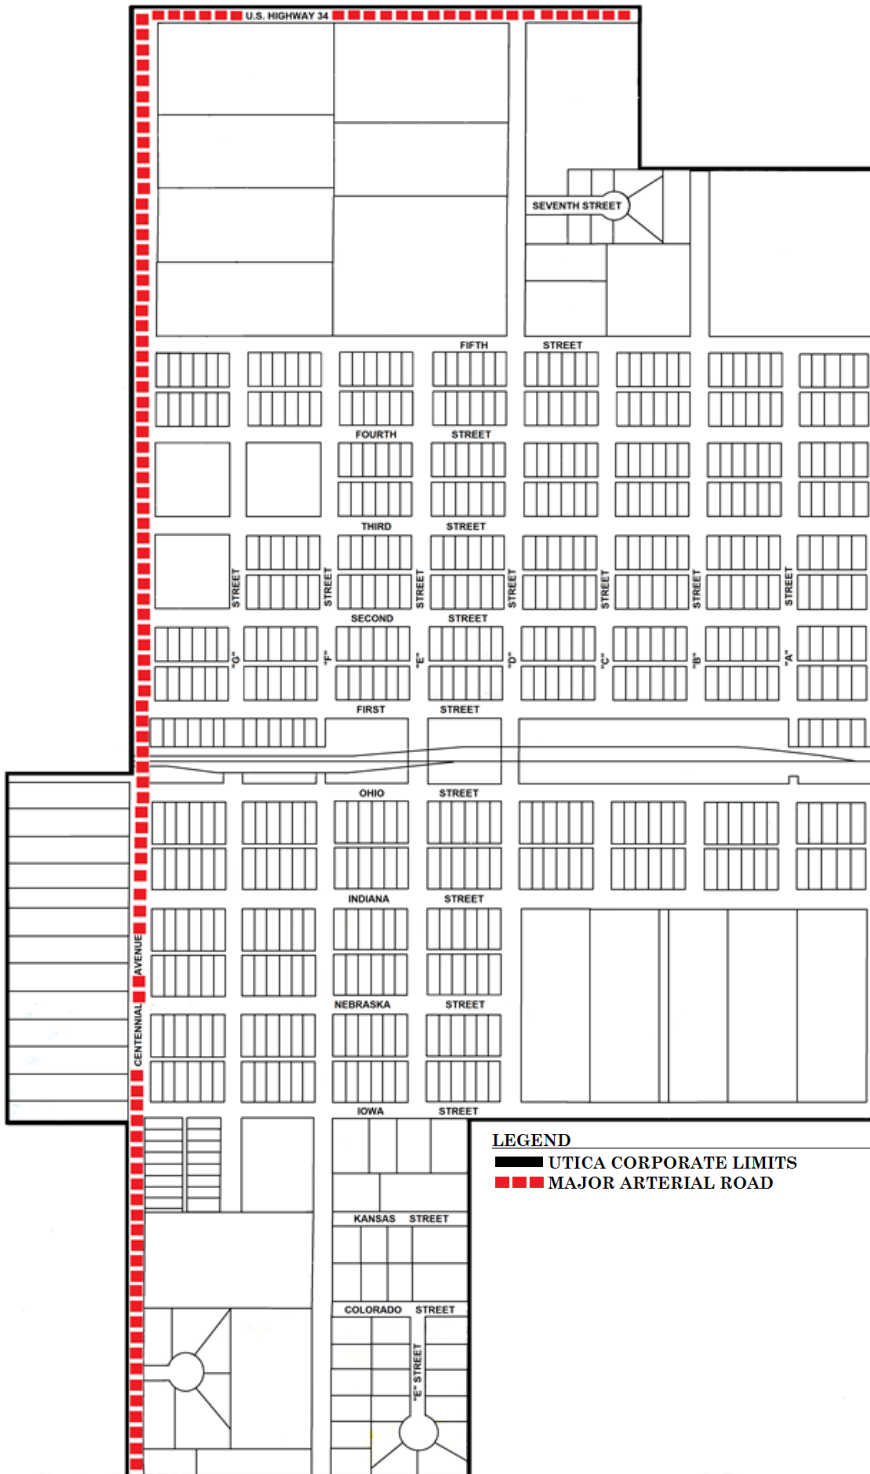 U.S. HIGHWAY 34
SEVENTH STREET
FIFTH STREET
FOURTH STREET
THIRD STREET
STREET STREET STREET STREET STREET STREET STREET
SECOND STREET
"G" "F" "E" "D" "C" "B" "A"
FIRST STREET
OHIO STREET
INDIANA STREET
CENTENNIAL AVENUE
NEBRASKA STREET
IOWA STREET
LEGEND
UTICA CORPORATE LIMITS
MAJOR ARTERIAL ROAD
KANSAS STREET
COLORADO STREET
"E" STREET